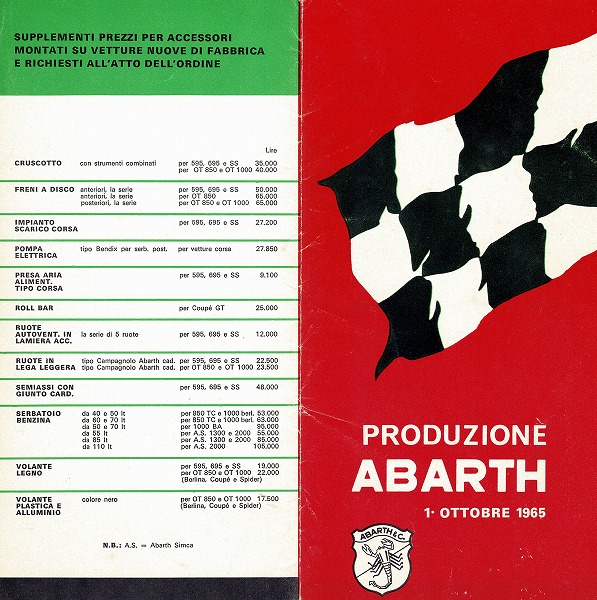 SUPPLEMENTI PREZZI PER ACCESSORI
MONTATI SU VETTURE NUOVE DI FABBRICA
E RICHIESTI ALL'ATTO DELL'ORDINE
Lire
CRUSCOTTO con strumenti combinati per 595, 695 e SS 35.000
per OT 850 e OT 1000 40.000
FRENI A DISCO anteriori, la serie per 595, 695 e SS 50.000
anteriori, la serie per OT 850 65.000
posteriori, la serie per OT 850 e OT 1000 65.000
IMPIANTO
SCARICO CORSA per 595, 695 e SS 27.200
POMPA tipo Bendix per serb. post. per vetture corsa 27.850
ELETTRICA
PRESA ARIA per 595, 695 e SS 9.100
ALIMENT.
TIPO CORSA
ROLL BAR per Coupé GT 25.000
RUOTE
AUTOVENT. IN la serie di 5 ruote per 595, 695 e SS 12.000
LAMIERA ACC.
RUOTE IN tipo Campagnolo Abarth cad. per 595, 695 e SS 22.500
LEGA LEGGERA tipo Campagnolo Abarth cad. per OT 850 e OT 1000 23.500
SEMIASSI CON per 595, 695 e SS 48.000
GIUNTO CARD.
SERBATOIO da 40 e 50 lt per 850 TC e 1000 berl. 53.000
BENZINA da 60 e 70 lt per 850 TC e 1000 berl. 63.000
da 50 e 70 lt per 1000 BA 95.000
da 55 lt per A.S. 1300 e 2000 55.000
da 85 lt per A.S. 1300 e 2000 85.000
da 110 lt per A.S. 2000 105.000
VOLANTE per 595, 695 e SS 19.000
LEGNO per OT 850 e OT 1000 22.000
(Berlina, Coupé e Spider)
VOLANTE colore nero per OT 850 e OT 1000 17.500
PLASTICA E (Berlina, Coupé e Spider)
ALLUMINIO
N.B.: A.S. = Abarth Simca
PRODUZIONE
ABARTH
1• OTTOBRE 1965
ABARTH & C.